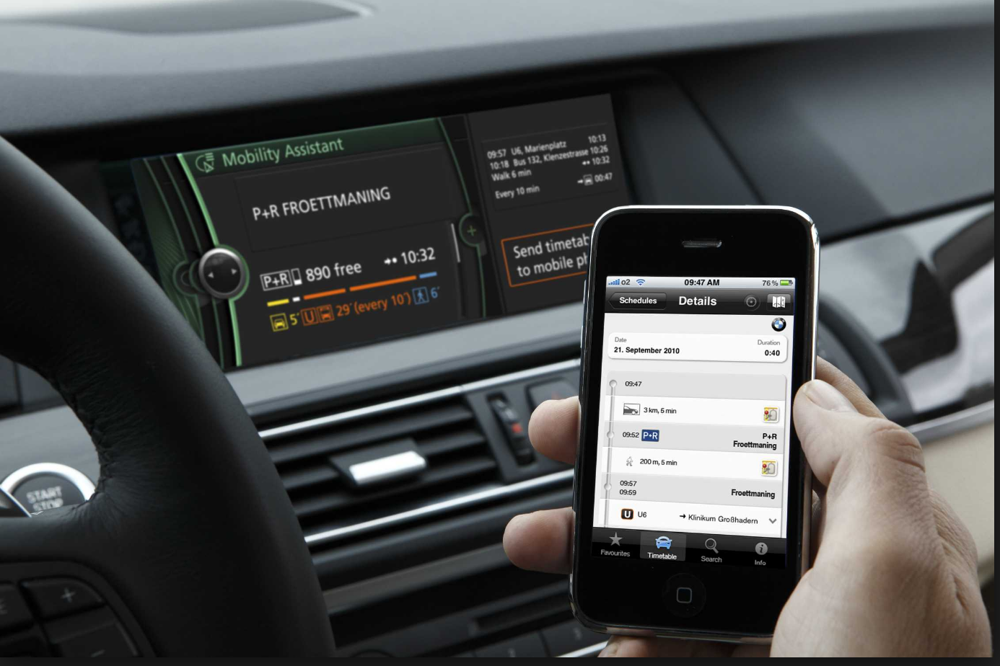 Mobility Assistant
P+R FROETTMANING
P+R 890 free 10:32
5' U 29' (every 10') 6'
09:57 U6, Marienplatz 10:13
10:18 Bus 132, Klenzestrasse 10:26
Walk 6 min 10:32
Every 10 min 00:47
Send
to mobile
START
STOP
o2 09:47 AM 76%
Schedules Details
Date Duration
21. September 2010 0:40
09:47
3 km, 5 min
09:52 P+R P+R
Froettmaning
200 m, 5 min
09:57
09:59 Froettmaning
U U6 → Klinikum Großhadern
Favourites Timetable Search Info